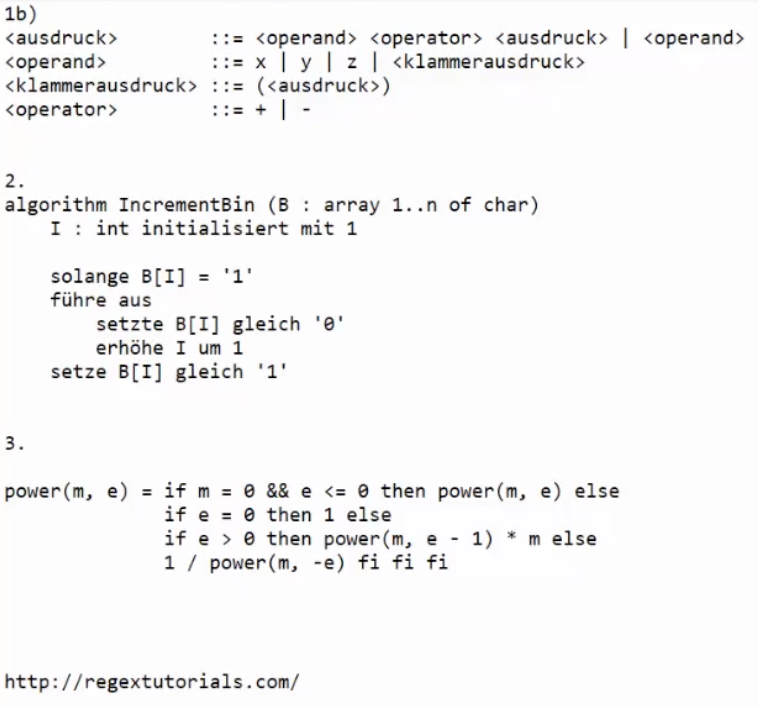 1b)
<ausdruck>        ::= <operand> <operator> <ausdruck> | <operand>
<operand>         ::= x | y | z | <klammerausdruck>
<klammerausdruck> ::= (<ausdruck>)
<operator>        ::= + | -
2.
algorithm IncrementBin (B : array 1..n of char)
    I : int initialisiert mit 1
    solange B[I] = '1'
    führe aus
        setzte B[I] gleich '0'
        erhöhe I um 1
    setze B[I] gleich '1'
3.
power(m, e) = if m = 0 && e <= 0 then power(m, e) else
              if e = 0 then 1 else
              if e > 0 then power(m, e - 1) * m else
              1 / power(m, -e) fi fi fi
http://regextutorials.com/